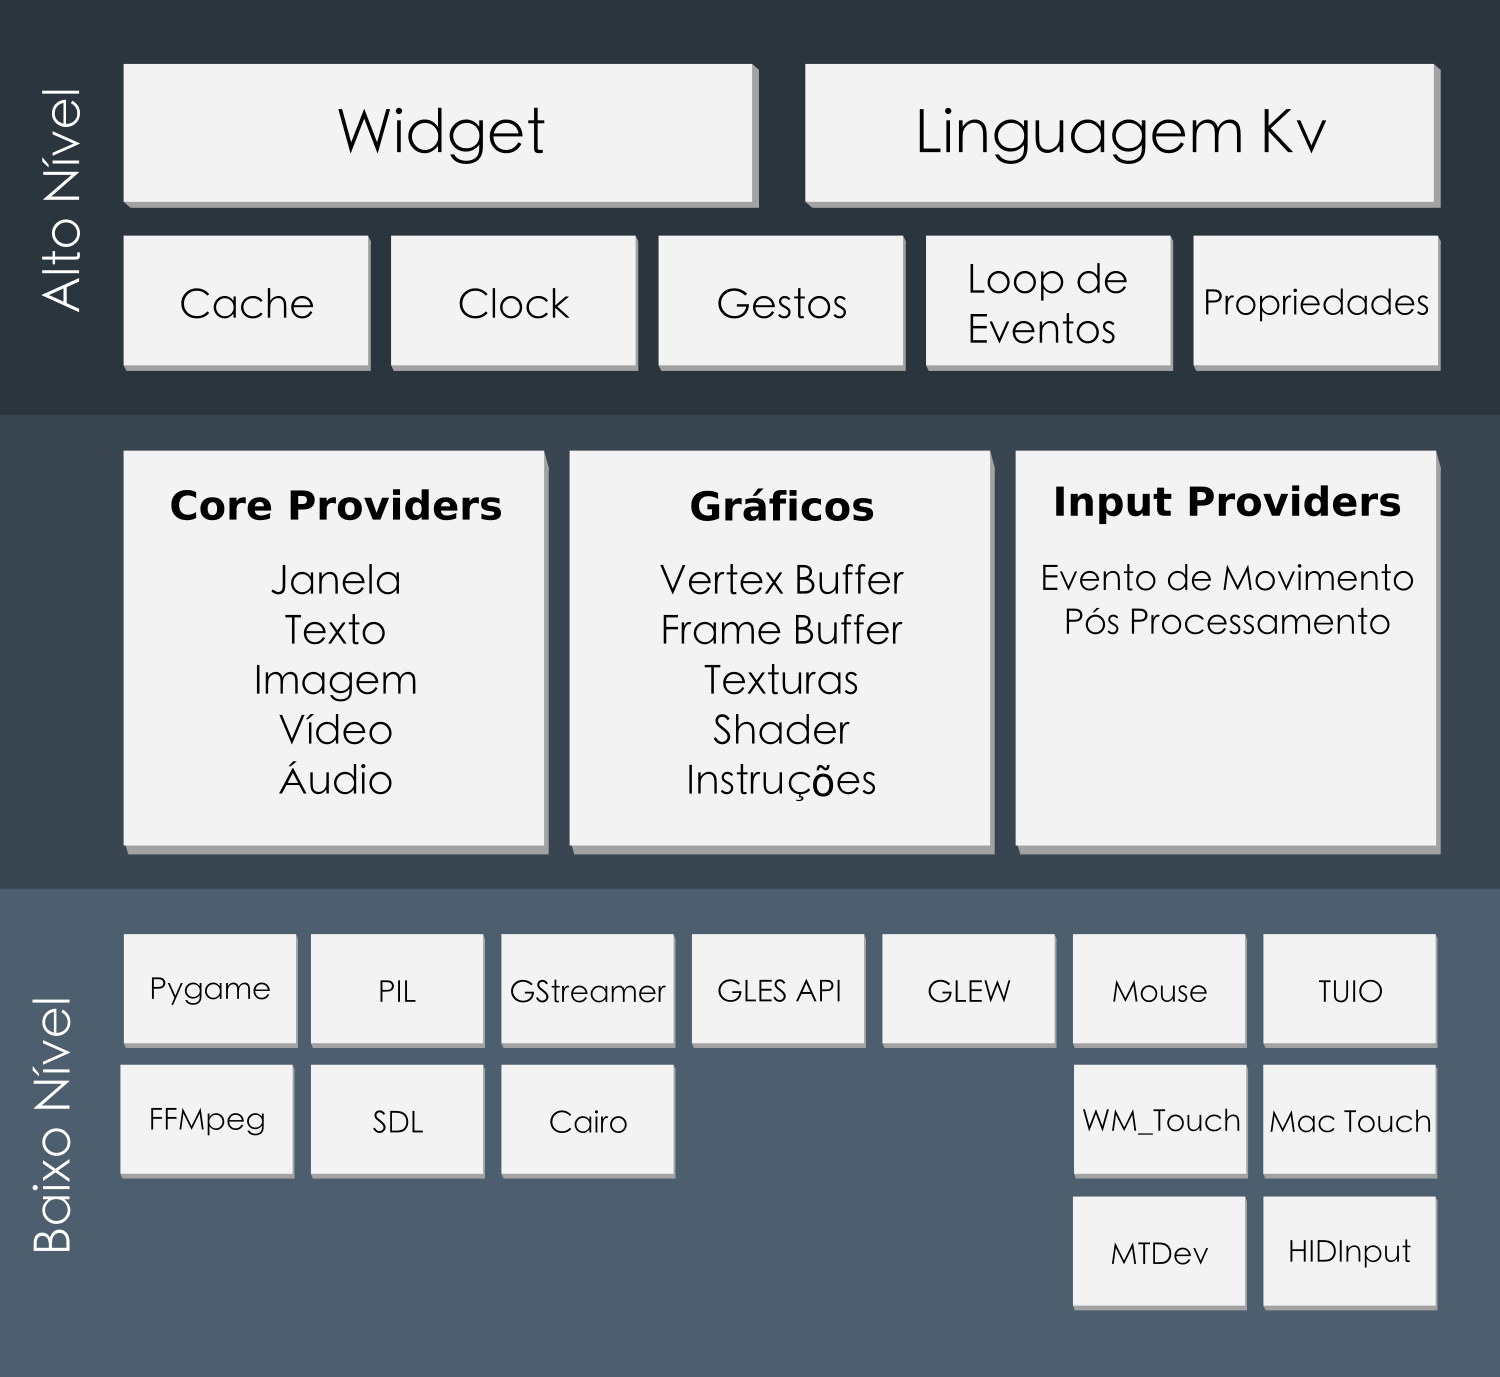 Alto Nível
Widget
Linguagem Kv
Cache
Clock
Gestos
Loop de
Eventos
Propriedades
Core Providers
Janela
Texto
Imagem
Vídeo
Áudio
Gráficos
Vertex Buffer
Frame Buffer
Texturas
Shader
Instruções
Input Providers
Evento de Movimento
Pós Processamento
Baixo Nível
Pygame
PIL
GStreamer
GLES API
GLEW
Mouse
TUIO
FFMpeg
SDL
Cairo
WM_Touch
Mac Touch
MTDev
HIDInput